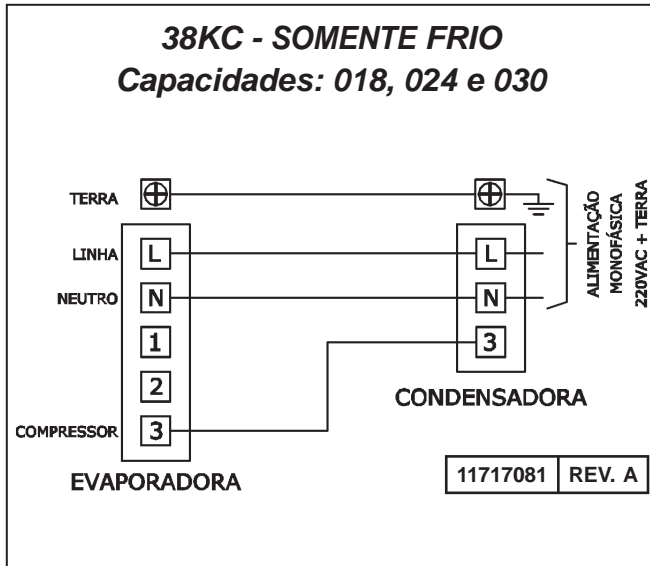 38KC - SOMENTE FRIO
Capacidades: 018, 024 e 030
TERRA
LINHA
L
NEUTRO
N
1
2
COMPRESSOR
3
EVAPORADORA
L
N
3
CONDENSADORA
ALIMENTAÇÃO
MONOFÁSICA
220VAC + TERRA
11717081 REV. A